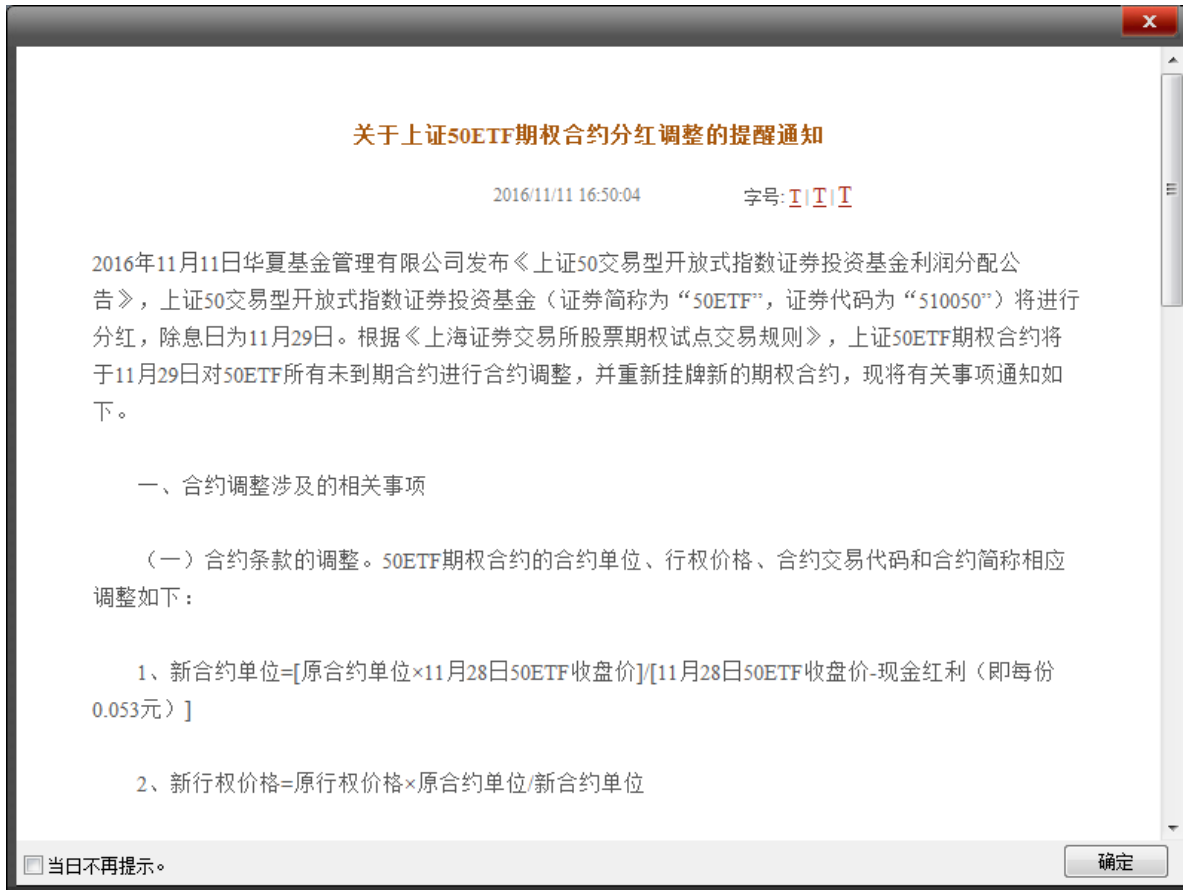 x
关于上证50ETF期权合约分红调整的提醒通知
2016/11/11 16:50:04 字号: T | T | T
2016年11月11日华夏基金管理有限公司发布《上证50交易型开放式指数证券投资基金利润分配公
告》，上证50交易型开放式指数证券投资基金（证券简称为“50ETF”，证券代码为“510050”）将进行
分红，除息日为11月29日。根据《上海证券交易所股票期权试点交易规则》，上证50ETF期权合约将
于11月29日对50ETF所有未到期合约进行合约调整，并重新挂牌新的期权合约，现将有关事项通知如
下。
一、合约调整涉及的相关事项
（一）合约条款的调整。50ETF期权合约的合约单位、行权价格、合约交易代码和合约简称相应
调整如下：
1、新合约单位=[原合约单位×11月28日50ETF收盘价]/[11月28日50ETF收盘价-现金红利（即每份
0.053元）]
2、新行权价格=原行权价格×原合约单位/新合约单位
当日不再提示。 确定